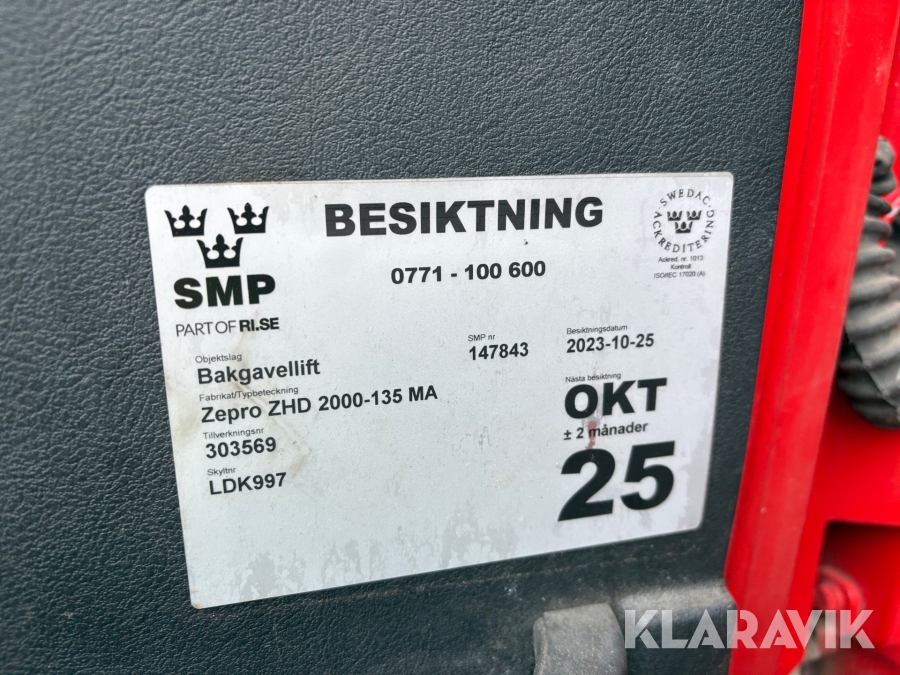 BESIKTNING
0771 - 100 600
SMP
PART OF RI.SE
SWEDAC
ACKREDITERING
Ackred. nr. 1013
Kontroll
ISO/IEC 17020 (A)
Objektslag
Bakgavellift
Fabrikat/Typbeteckning
Zepro ZHD 2000-135 MA
Tillverkningsnr
303569
Skyltnr
LDK997
SMP nr
147843
Besiktningsdatum
2023-10-25
Nästa besiktning
OKT
± 2 månader
25
KLARAVIK